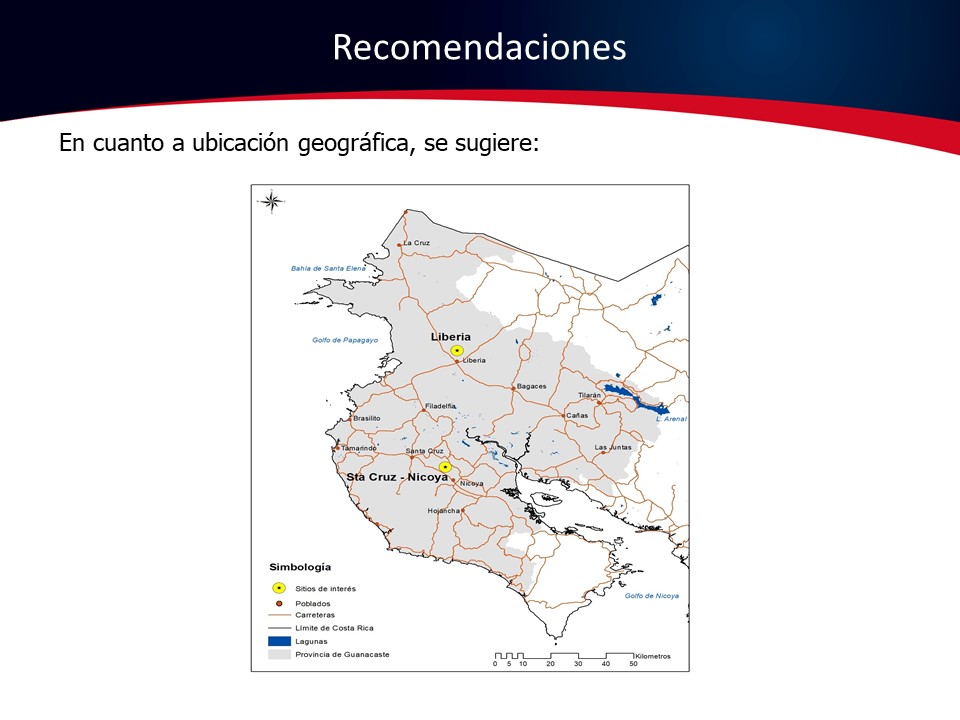 Recomendaciones
En cuanto a ubicación geográfica, se sugiere:
La Cruz
Bahía de Santa Elena
Golfo de Papagayo
Liberia
Liberia
Bagaces
Tilarán
Filadelfia
L. Arenal
Brasilito
Cañas
Tamarindo
Santa Cruz
Las Juntas
Sta Cruz - Nicoya
Nicoya
Hojancha
Simbología
Sitios de interés
Poblados
Carreteras
Límite de Costa Rica
Lagunas
Provincia de Guanacaste
Golfo de Nicoya
Kilometros
0 5 10 20 30 40 50